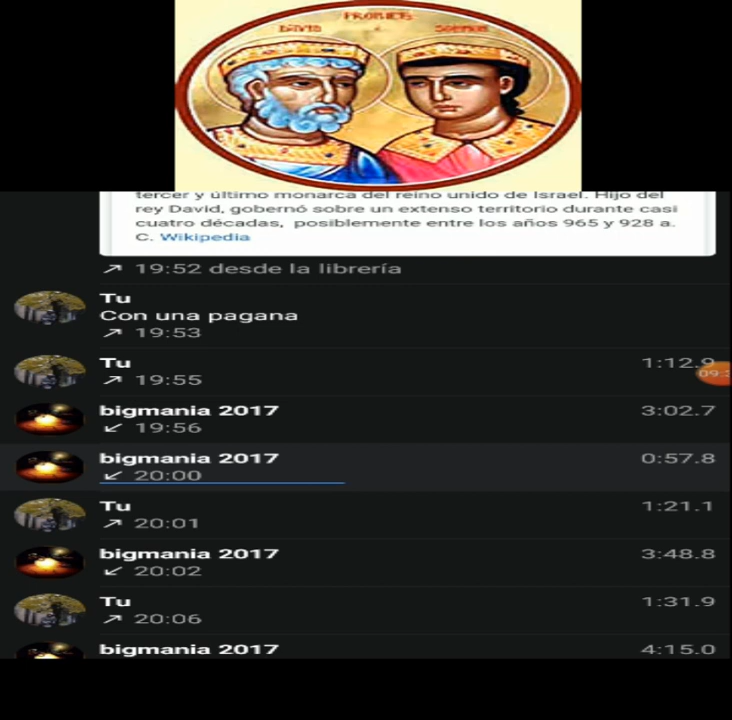 PROPHETS
DAVID
tercer y último monarca del reino unido de Israel. Hijo del
rey David, gobernó sobre un extenso territorio durante casi
cuatro décadas, posiblemente entre los años 965 y 928 a.
C. Wikipedia
↗ 19:52 desde la librería
Tu
Con una pagana
↗ 19:53
Tu 1:12.9
↗ 19:55
bigmania 2017 3:02.7
↙ 19:56
bigmania 2017 0:57.8
↙ 20:00
Tu 1:21.1
↗ 20:01
bigmania 2017 3:48.8
↙ 20:02
Tu 1:31.9
↗ 20:06
bigmania 2017 4:15.0